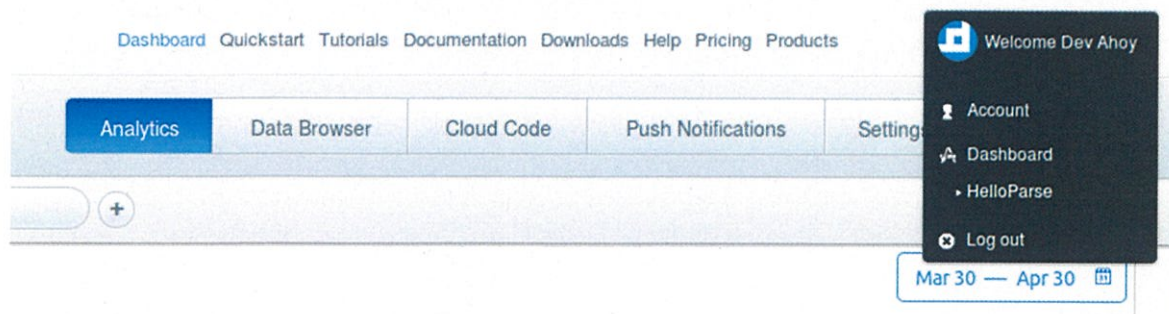 Dashboard Quickstart Tutorials Documentation Downloads Help Pricing Products
Welcome Dev Ahoy
Analytics Data Browser Cloud Code Push Notifications Settings
Account
Dashboard
HelloParse
Log out
Mar 30 — Apr 30